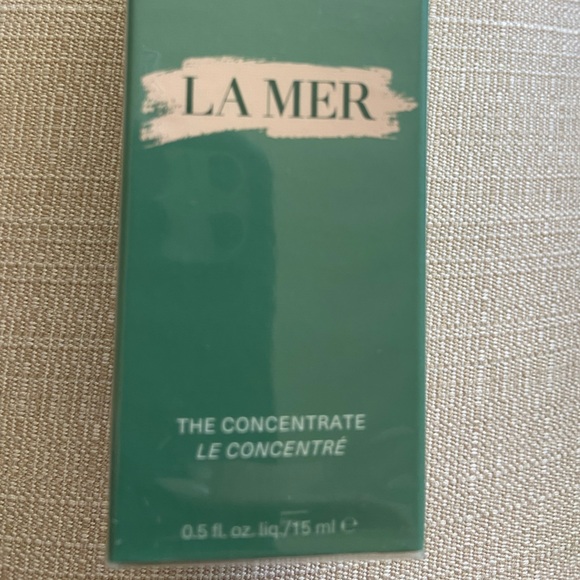 LA MER
THE CONCENTRATE
LE CONCENTRÉ
0.5 fl. oz. liq./15 ml ℮